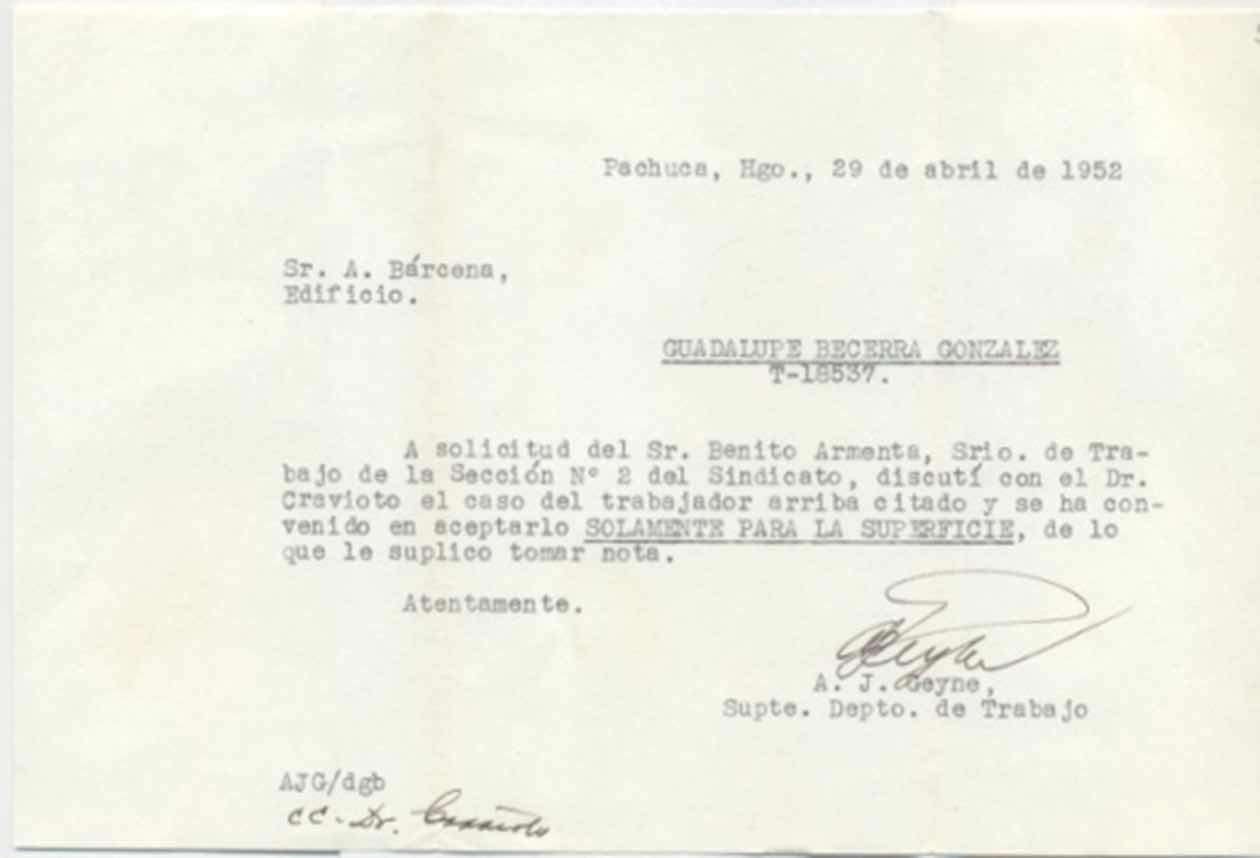 Pachuca, Hgo., 29 de abril de 1952
Sr. A. Bárcena,
Edificio.
GUADALUPE BECERRA GONZALEZ
T-18537.
A solicitud del Sr. Benito Armenta, Srio. de Tra-
bajo de la Sección Nº 2 del Sindicato, discutí con el Dr.
Cravioto el caso del trabajador arriba citado y se ha con-
venido en aceptarlo SOLAMENTE PARA LA SUPERFICIE, de lo
que le suplico tomar nota.
Atentamente.
A. J. Geyne,
Supte. Depto. de Trabajo
AJG/dgb
cc- Dr. Cravioto